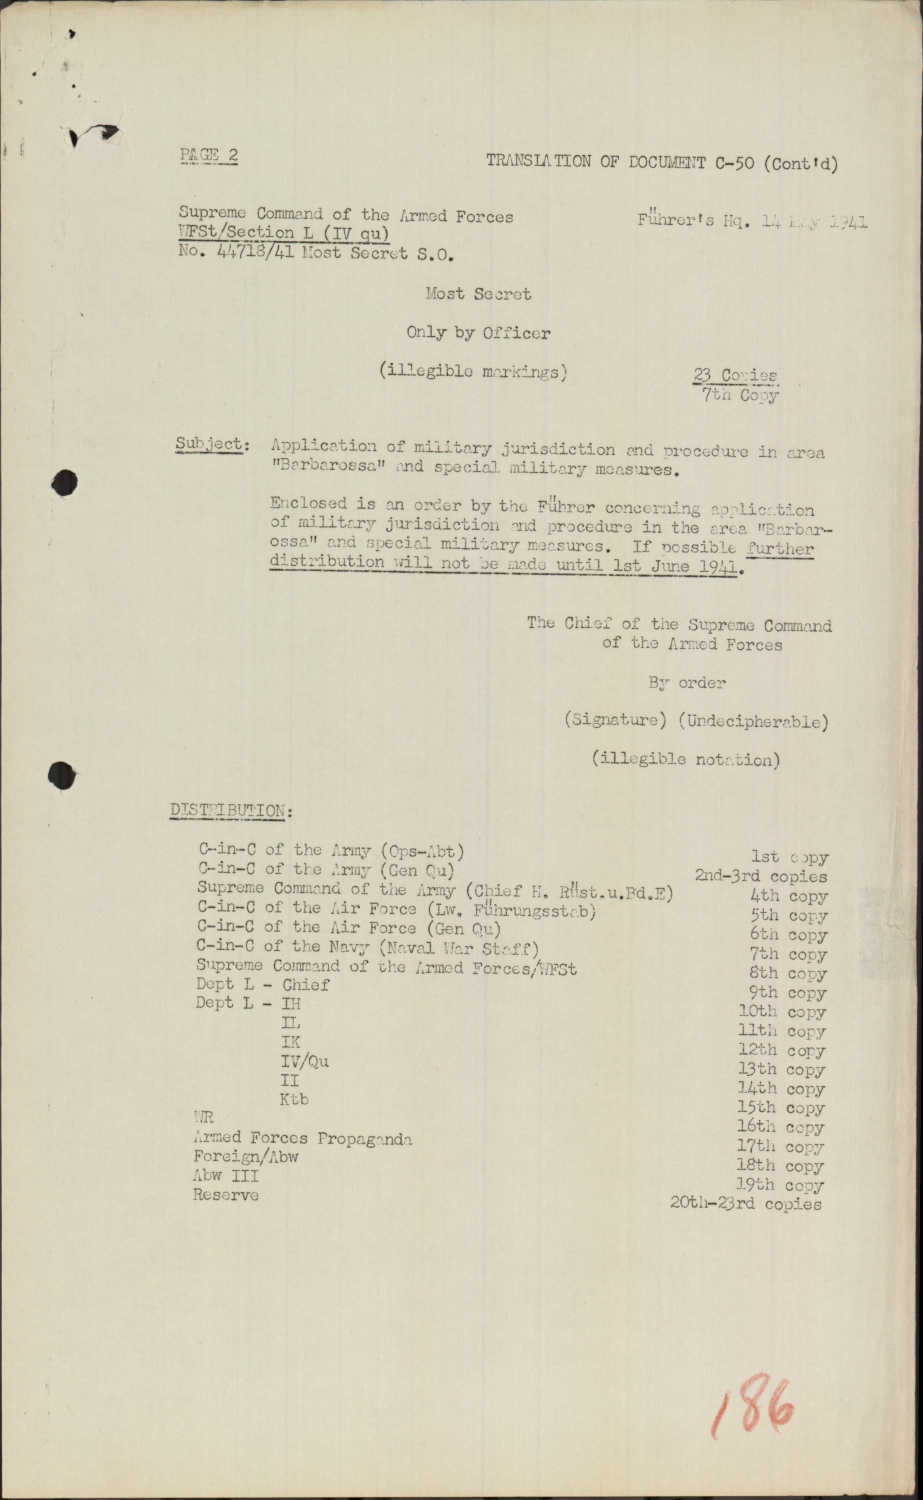 PAGE 2
TRANSLATION OF DOCUMENT C-50 (Cont'd)
Supreme Command of the Armed Forces
Führer's Hq. 14 May 1941
WFSt/Section L (IV qu)
No. 44718/41 Most Secret S.O.
Most Secret
Only by Officer
(illegible markings)
23 Copies
7th Copy
Subject: Application of military jurisdiction and procedure in area
"Barbarossa" and special military measures.
Enclosed is an order by the Führer concerning application
of military jurisdiction and procedure in the area "Barbar-
ossa" and special military measures. If possible further
distribution will not be made until 1st June 1941.
The Chief of the Supreme Command
of the Armed Forces
By order
(Signature) (Undecipherable)
(illegible notation)
DISTRIBUTION:
C-in-C of the Army (Ops-Abt) 1st copy
C-in-C of the Army (Gen Qu) 2nd-3rd copies
Supreme Command of the Army (Chief H. Rüst.u.Bd.E) 4th copy
C-in-C of the Air Force (Lw. Führungsstab) 5th copy
C-in-C of the Air Force (Gen Qu) 6th copy
C-in-C of the Navy (Naval War Staff) 7th copy
Supreme Command of the Armed Forces/WFSt 8th copy
Dept L - Chief 9th copy
Dept L - IH 10th copy
IL 11th copy
IK 12th copy
IV/Qu 13th copy
II 14th copy
Ktb 15th copy
WR 16th copy
Armed Forces Propaganda 17th copy
Foreign/Abw 18th copy
Abw III 19th copy
Reserve 20th-23rd copies
186